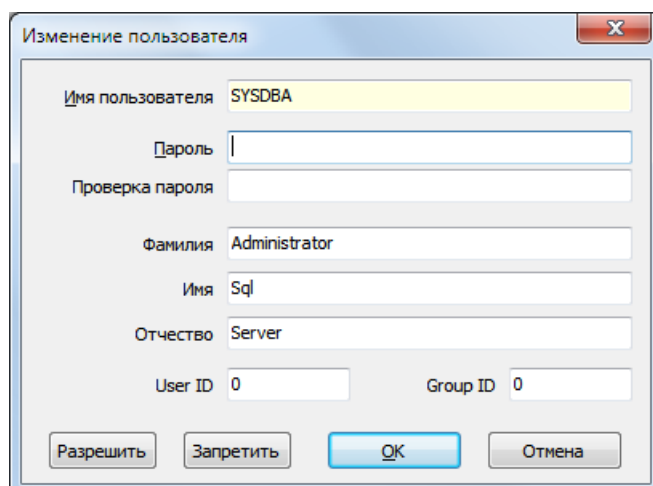 Изменение пользователя
Имя пользователя SYSDBA
Пароль
Проверка пароля
Фамилия Administrator
Имя Sql
Отчество Server
User ID 0 Group ID 0
Разрешить Запретить OK Отмена